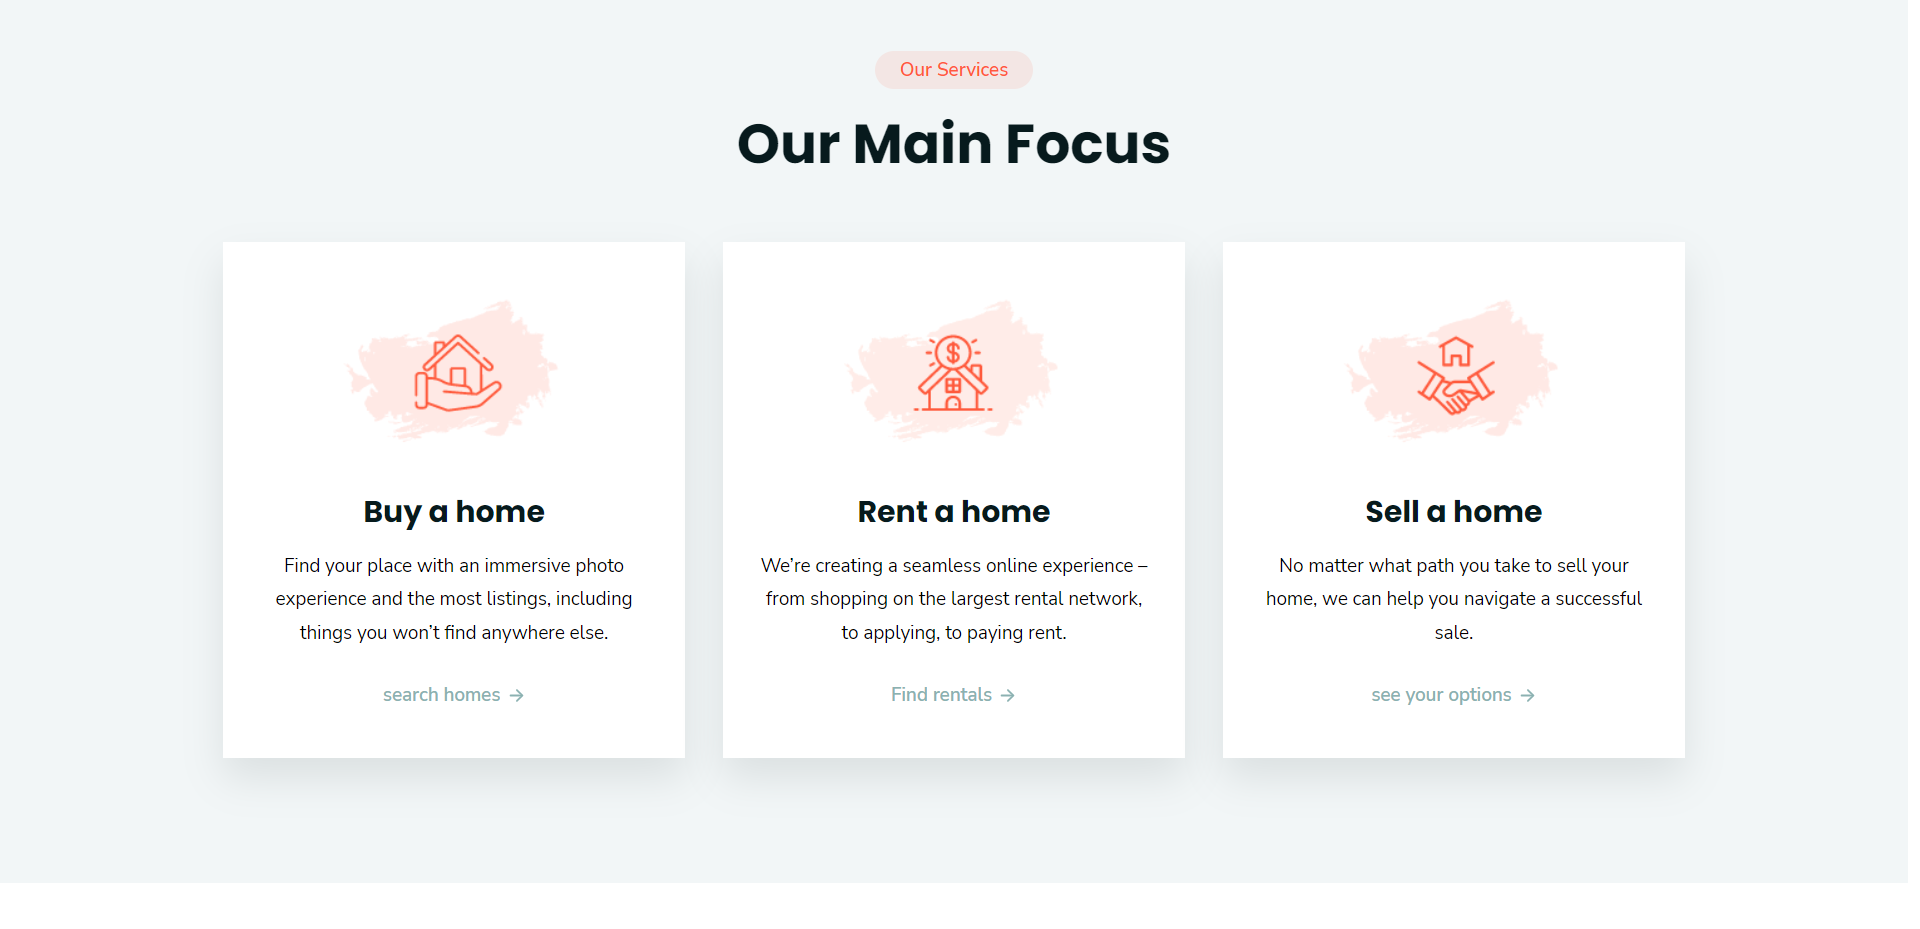 Our Services
Our Main Focus
Buy a home
Find your place with an immersive photo
experience and the most listings, including
things you won’t find anywhere else.
search homes →
Rent a home
We’re creating a seamless online experience –
from shopping on the largest rental network,
to applying, to paying rent.
Find rentals →
Sell a home
No matter what path you take to sell your
home, we can help you navigate a successful
sale.
see your options →